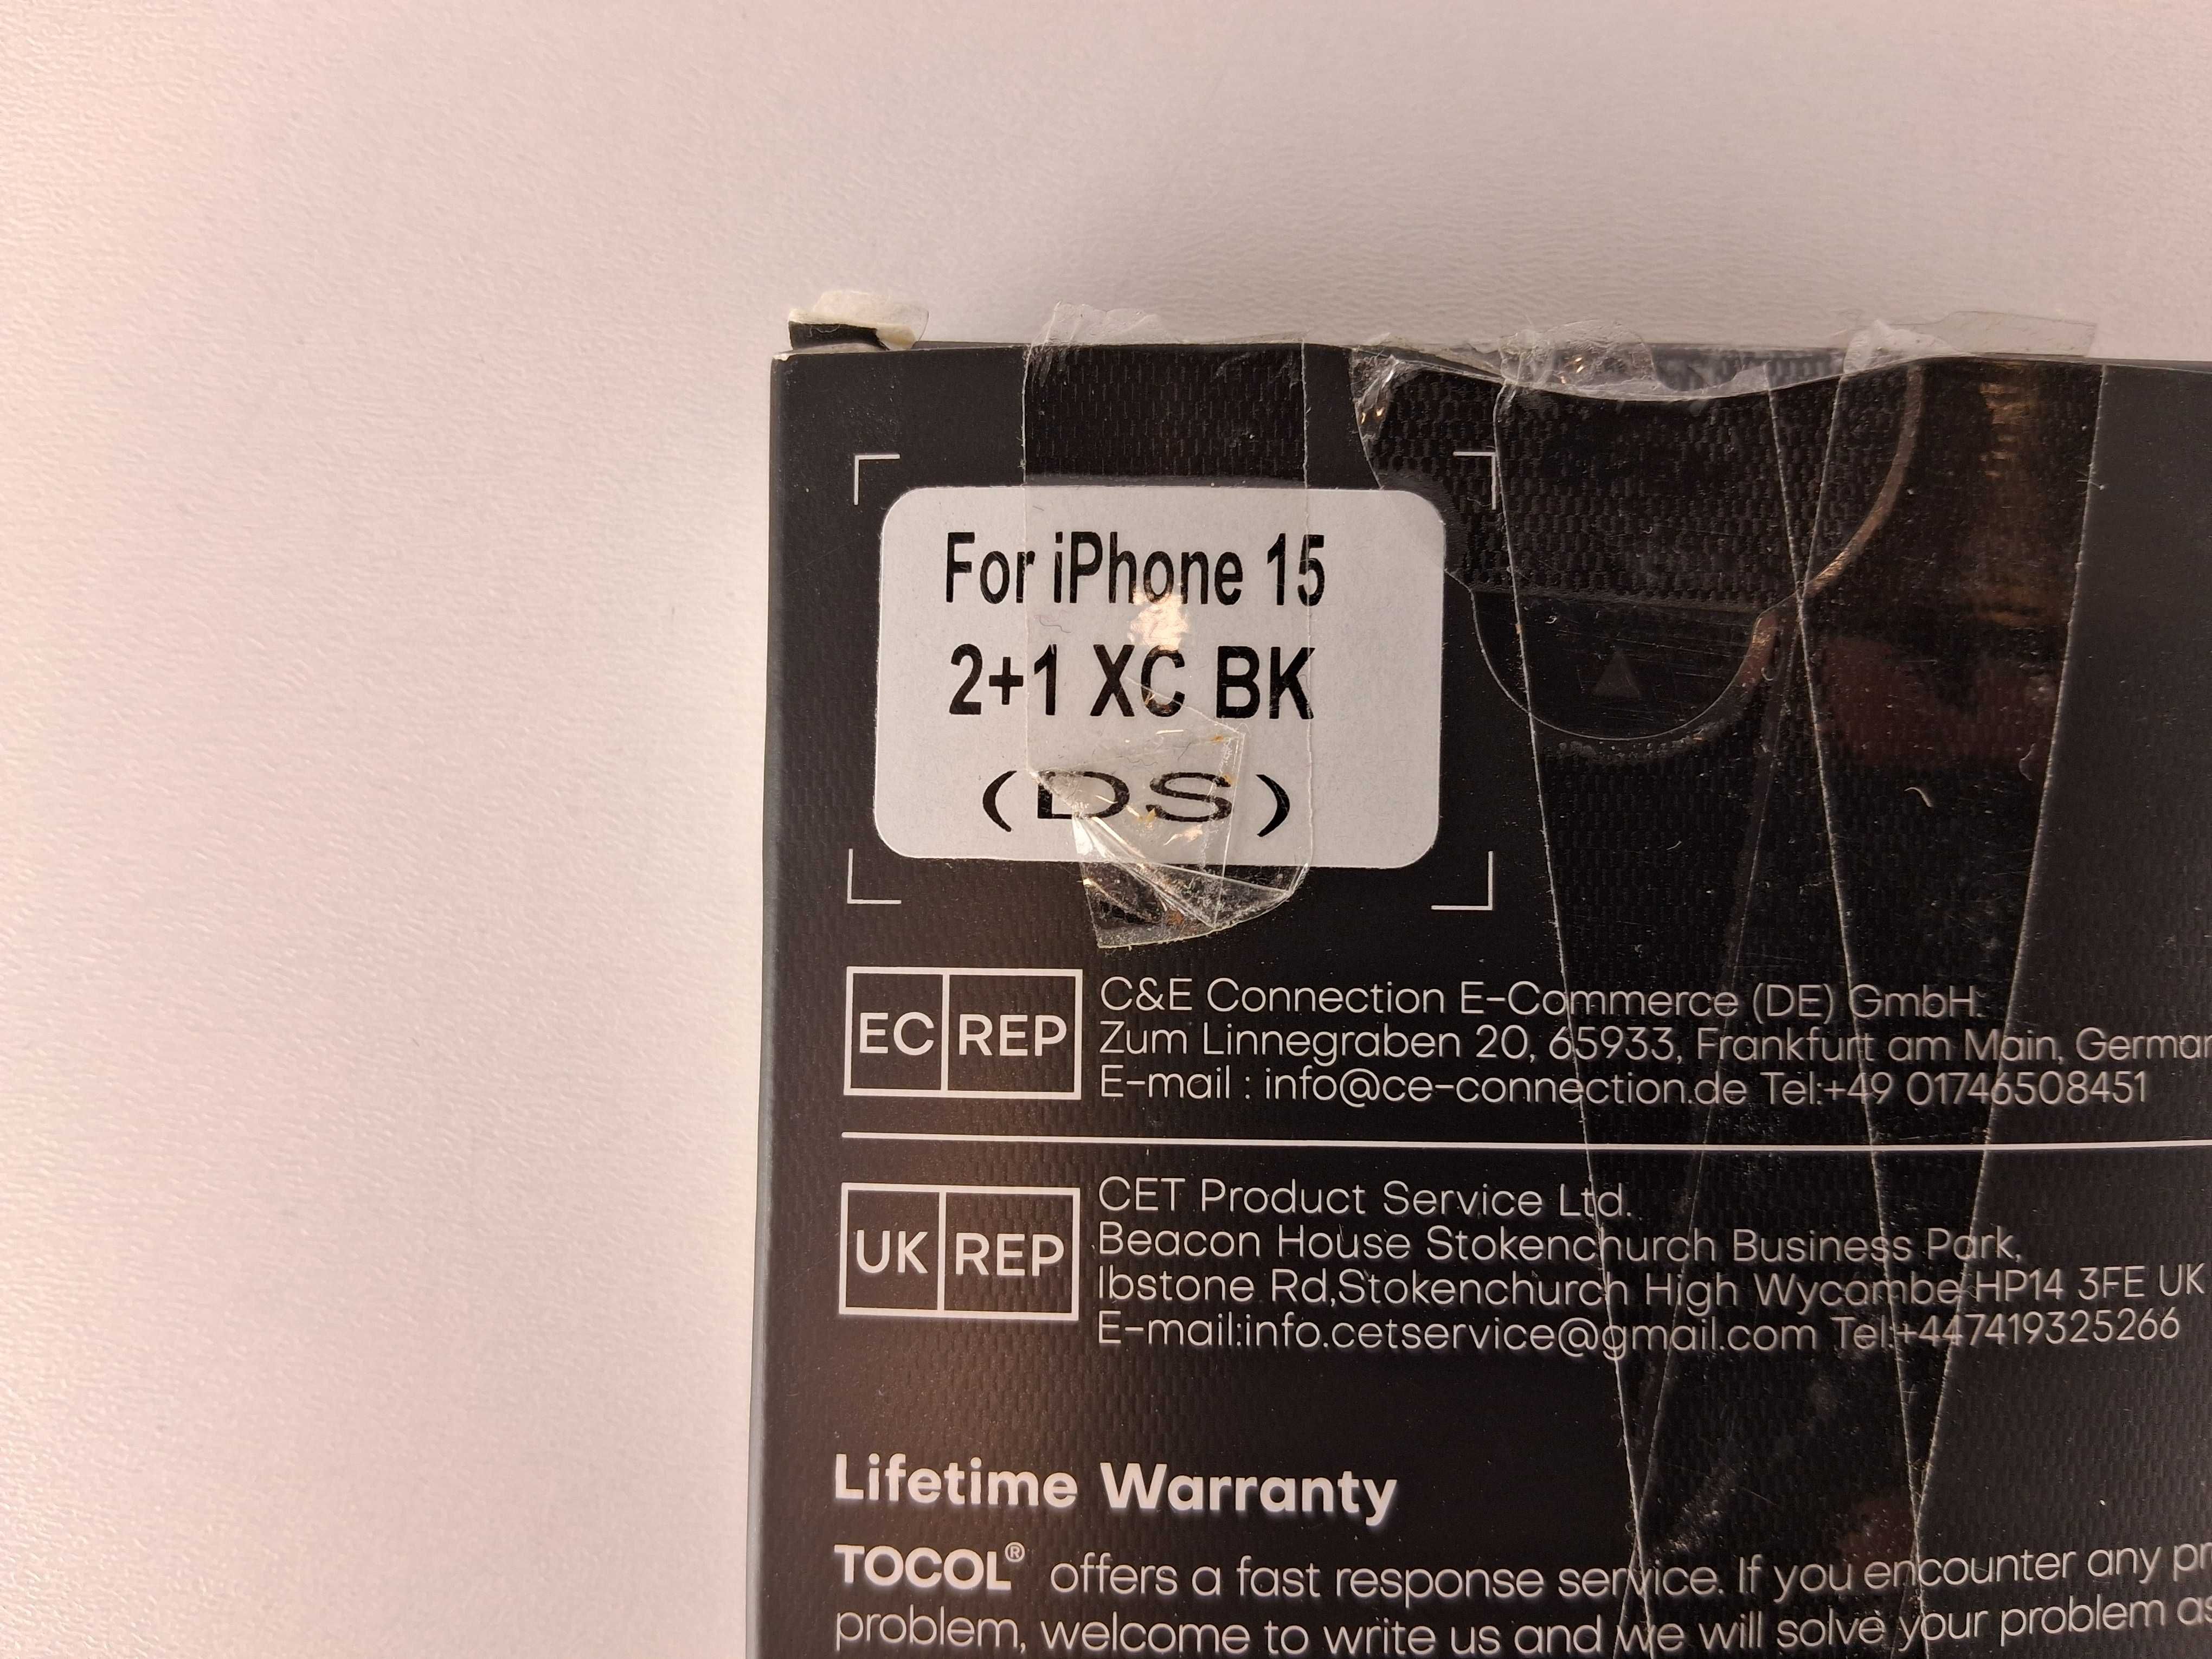 For iPhone 15
2+1 XC BK
(DS)
EC REP
C&E Connection E-Commerce (DE) GmbH
Zum Linnegraben 20, 65933, Frankfurt am Main,
E-mail : info@ce-connection.de Tel:+49 01746508451
UK REP
CET Product Service Ltd.
Beacon House Stokenchurch Business Park,
Ibstone Rd,Stokenchurch High Wycombe HP14 3FE UK
E-mail:info.cetservice@gmail.com Tel:+447419325266
Lifetime Warranty
TOCOL® offers a fast response service. If you encounter any
problem, welcome to write us and we will solve your problem